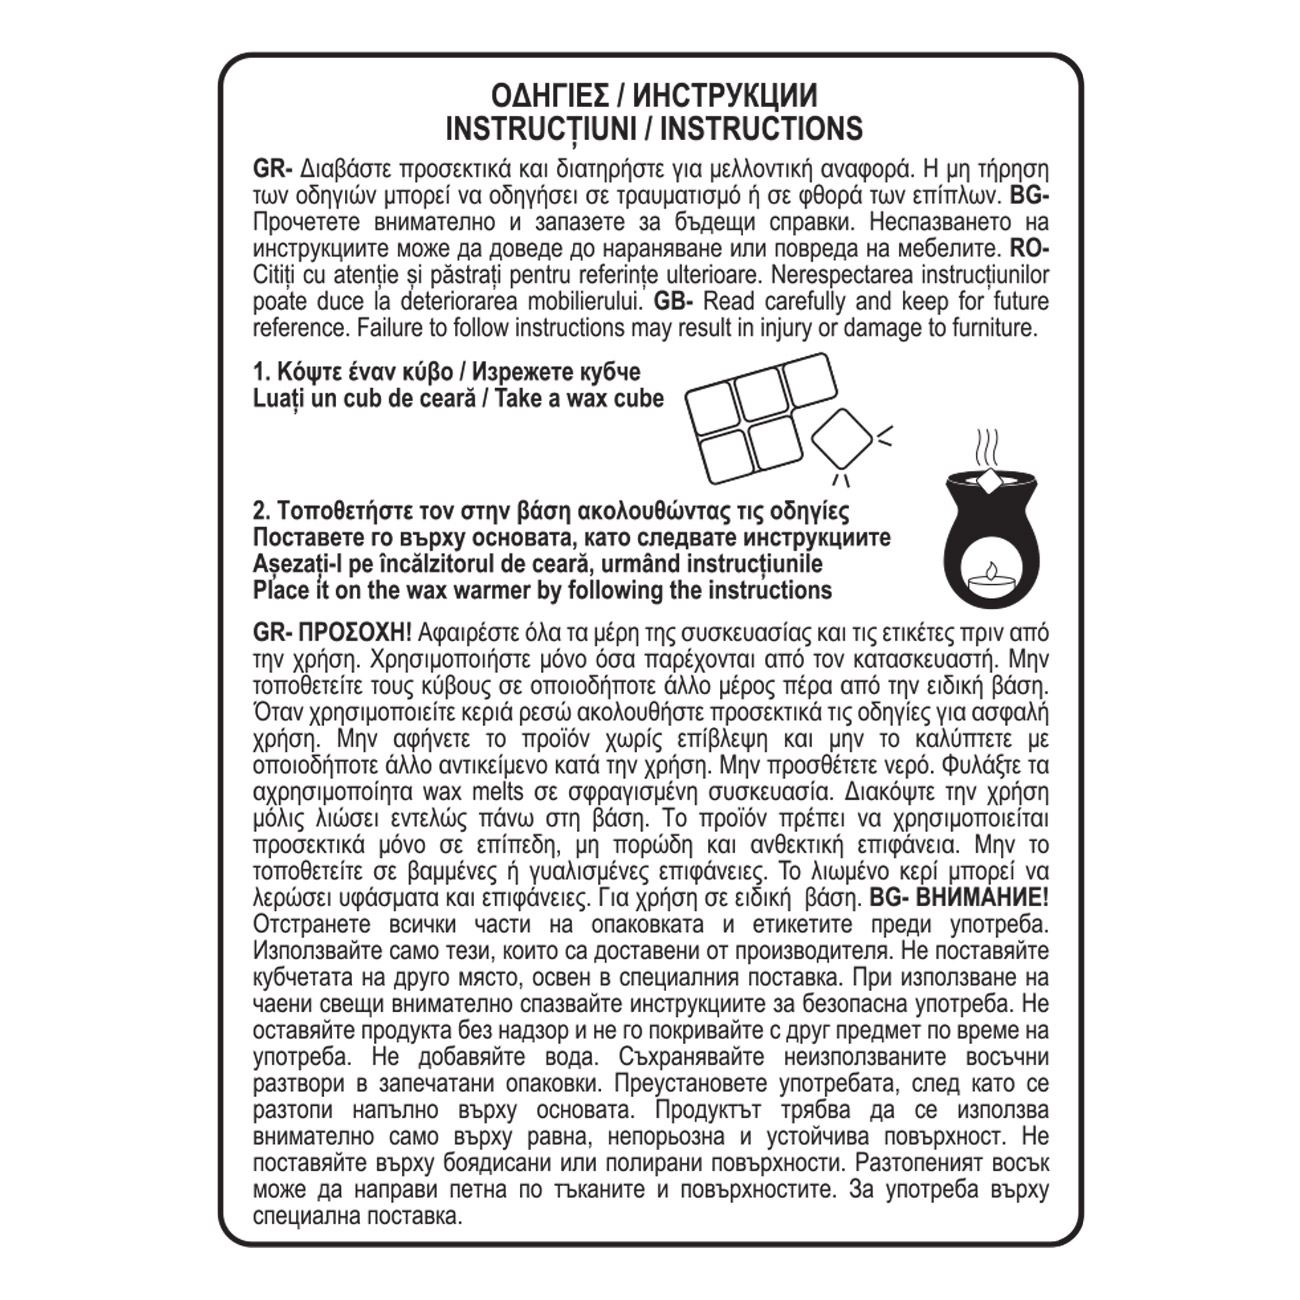 ΟΔΗΓΙΕΣ / ИНСТРУКЦИИ
INSTRUCȚIUNI / INSTRUCTIONS
GR- Διαβάστε προσεκτικά και διατηρήστε για μελλοντική αναφορά. Η μη τήρηση
των οδηγιών μπορεί να οδηγήσει σε τραυματισμό ή σε φθορά των επίπλων. BG-
Прочетете внимателно и запазете за бъдещи справки. Неспазването на
инструкциите може да доведе до нараняване или повреда на мебелите. RO-
Citiți cu atenție și păstrați pentru referințe ulterioare. Nerespectarea instrucțiunilor
poate duce la deteriorarea mobilierului. GB- Read carefully and keep for future
reference. Failure to follow instructions may result in injury or damage to furniture.
1. Κόψτε έναν κύβο / Изрежете кубче
Luați un cub de ceară / Take a wax cube
2. Τοποθετήστε τον στην βάση ακολουθώντας τις οδηγίες
Поставете го върху основата, като следвате инструкциите
Așezați-l pe încălzitorul de ceară, urmând instrucțiunile
Place it on the wax warmer by following the instructions
GR- ΠΡΟΣΟΧΗ! Αφαιρέστε όλα τα μέρη της συσκευασίας και τις ετικέτες πριν από
την χρήση. Χρησιμοποιήστε μόνο όσα παρέχονται από τον κατασκευαστή. Μην
τοποθετείτε τους κύβους σε οποιοδήποτε άλλο μέρος πέρα από την ειδική βάση.
Όταν χρησιμοποιείτε κεριά ρεσώ ακολουθήστε προσεκτικά τις οδηγίες για ασφαλή
χρήση. Μην αφήνετε το προϊόν χωρίς επίβλεψη και μην το καλύπτετε με
οποιοδήποτε άλλο αντικείμενο κατά την χρήση. Μην προσθέτετε νερό. Φυλάξτε τα
αχρησιμοποίητα wax melts σε σφραγισμένη συσκευασία. Διακόψτε την χρήση
μόλις λιώσει εντελώς πάνω στη βάση. Το προϊόν πρέπει να χρησιμοποιείται
προσεκτικά μόνο σε επίπεδη, μη πορώδη και ανθεκτική επιφάνεια. Μην το
τοποθετείτε σε βαμμένες ή γυαλισμένες επιφάνειες. Το λιωμένο κερί μπορεί να
λερώσει υφάσματα και επιφάνειες. Για χρήση σε ειδική βάση. BG- ВНИМАНИЕ!
Отстранете всички части на опаковката и етикетите преди употреба.
Използвайте само тези, които са доставени от производителя. Не поставяйте
кубчетата на друго място, освен в специалния поставка. При използване на
чаени свещи внимателно спазвайте инструкциите за безопасна употреба. Не
оставяйте продукта без надзор и не го покривайте с друг предмет по време на
употреба. Не добавяйте вода. Съхранявайте неизползваните восъчни
разтвори в запечатани опаковки. Преустановете употребата, след като се
разтопи напълно върху основата. Продуктът трябва да се използва
внимателно само върху равна, непорьозна и устойчива повърхност. Не
поставяйте върху боядисани или полирани повърхности. Разтопеният восък
може да направи петна по тъканите и повърхностите. За употреба върху
специална поставка.